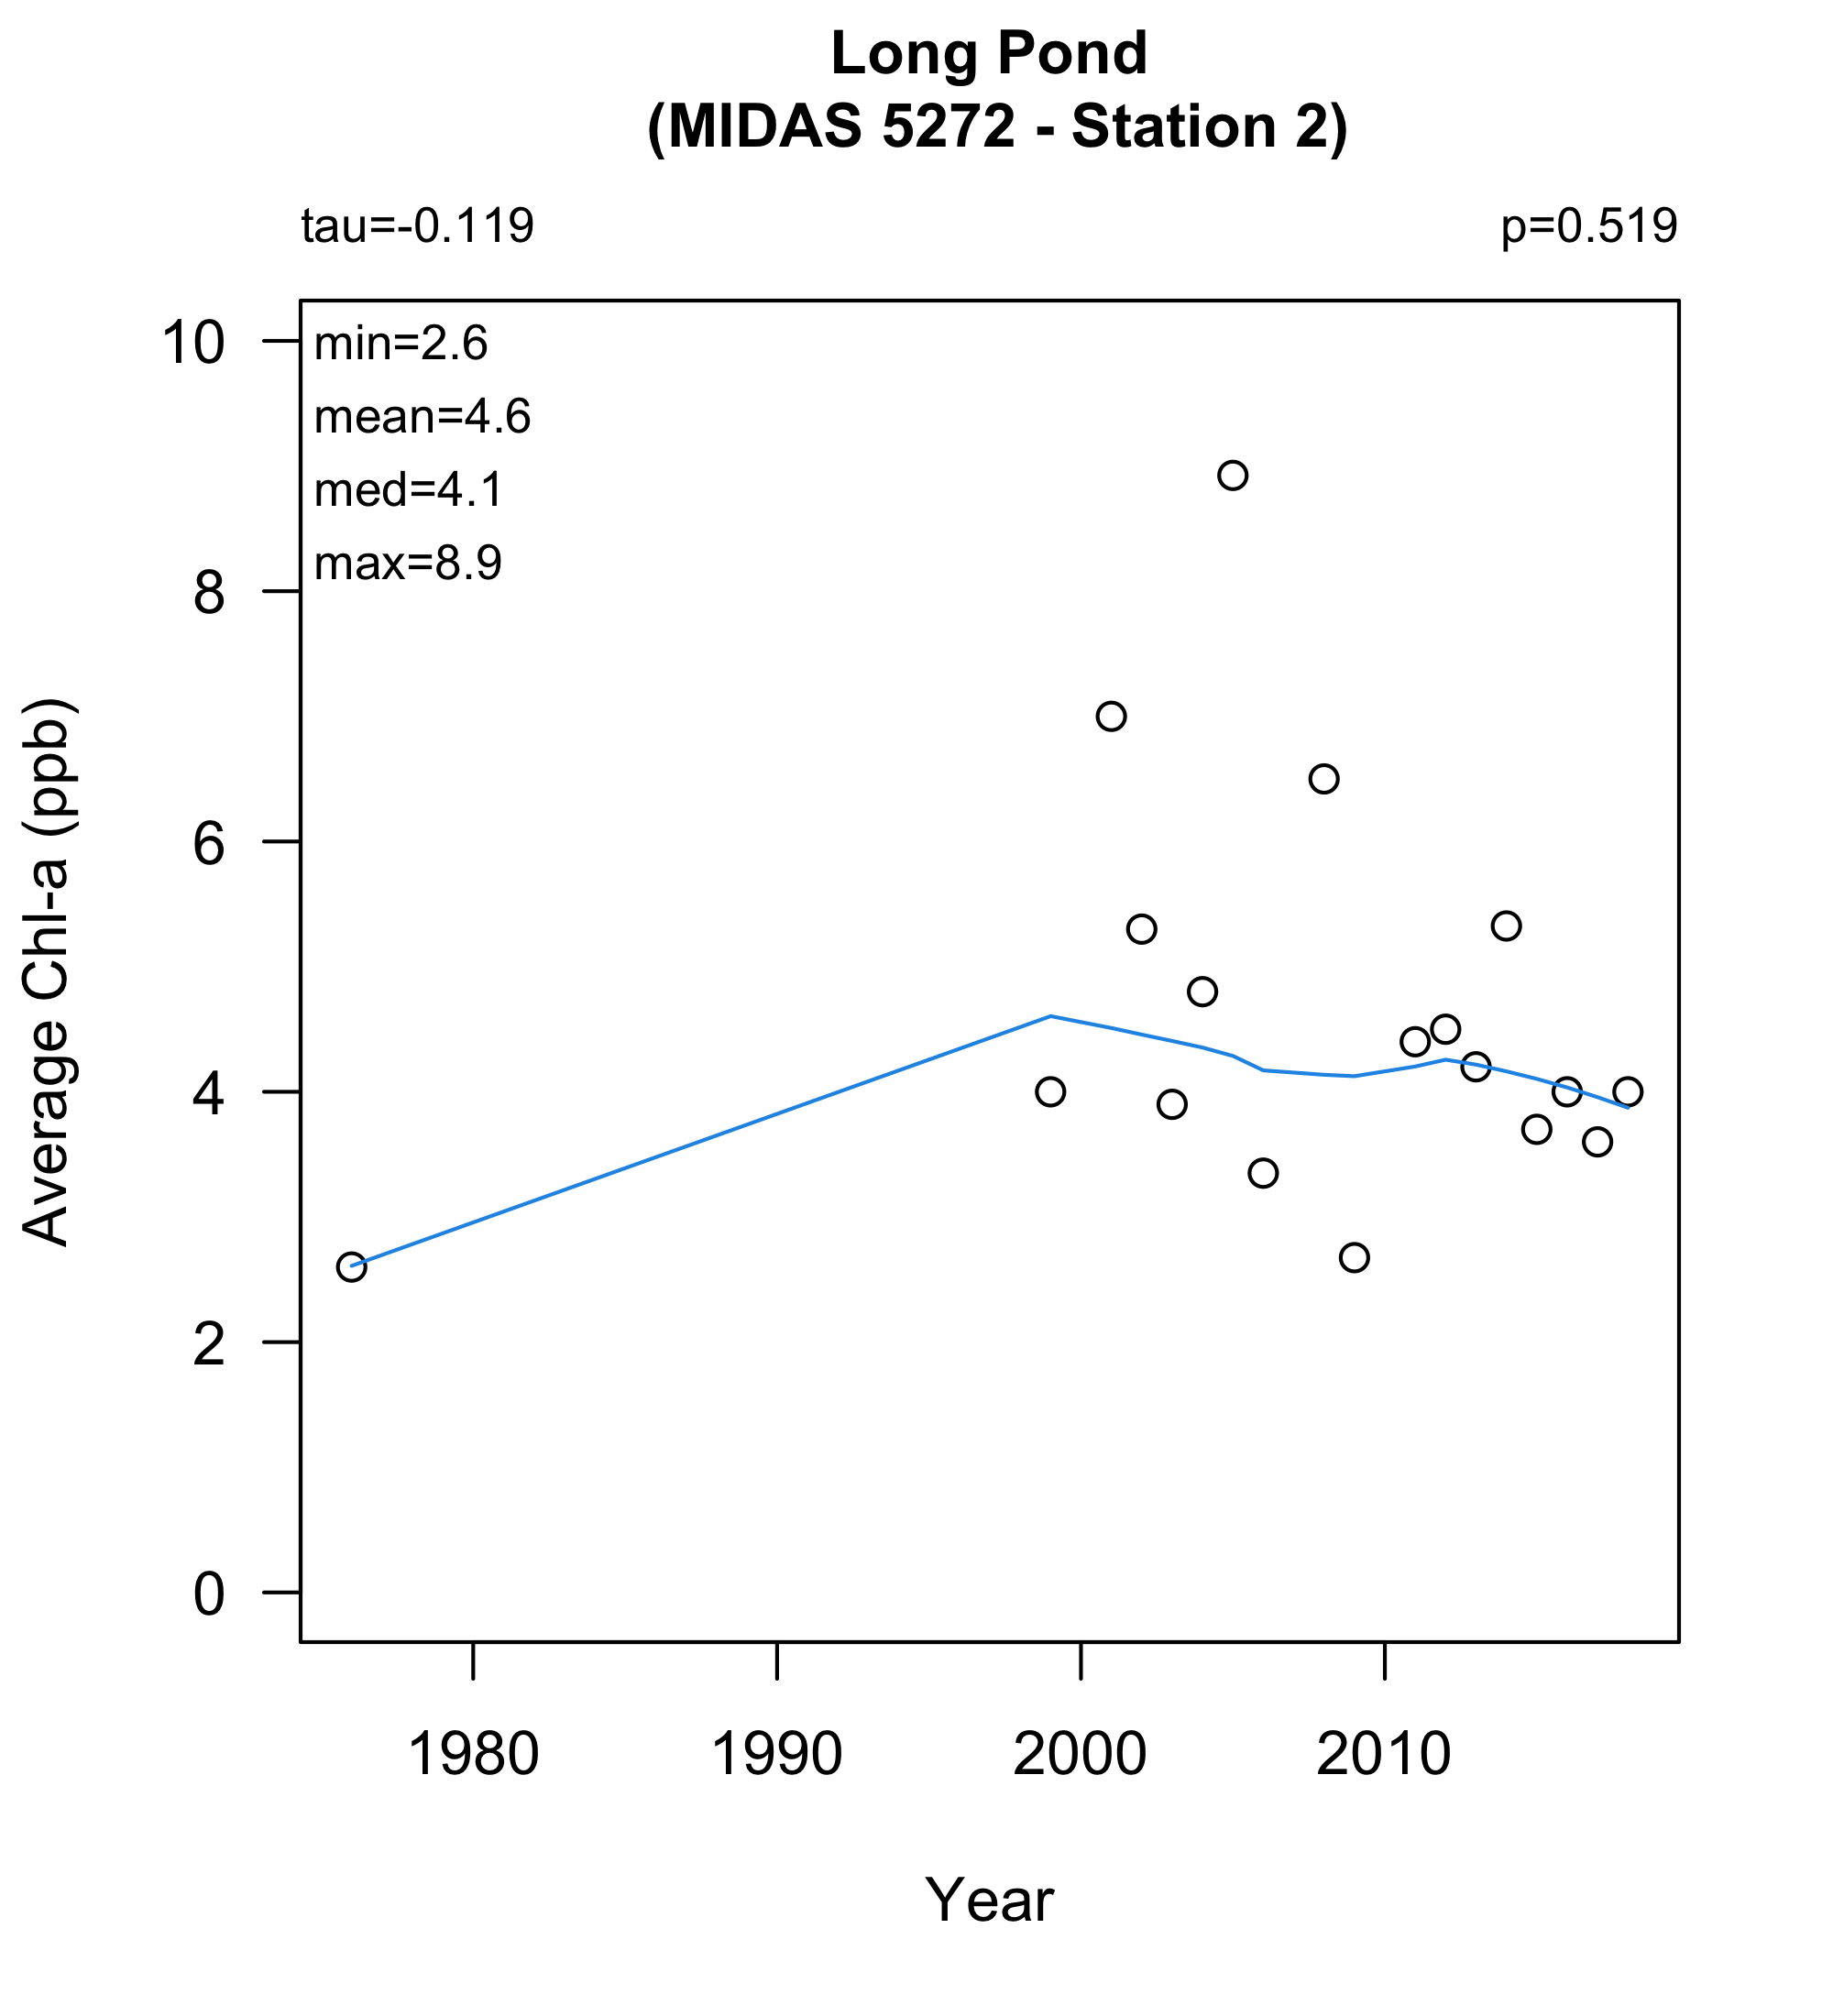 Long Pond
(MIDAS 5272 - Station 2)
tau=-0.119
p=0.519
min=2.6
mean=4.6
med=4.1
max=8.9
10
8
6
4
2
0
Average Chl-a (ppb)
1980 1990 2000 2010
Year